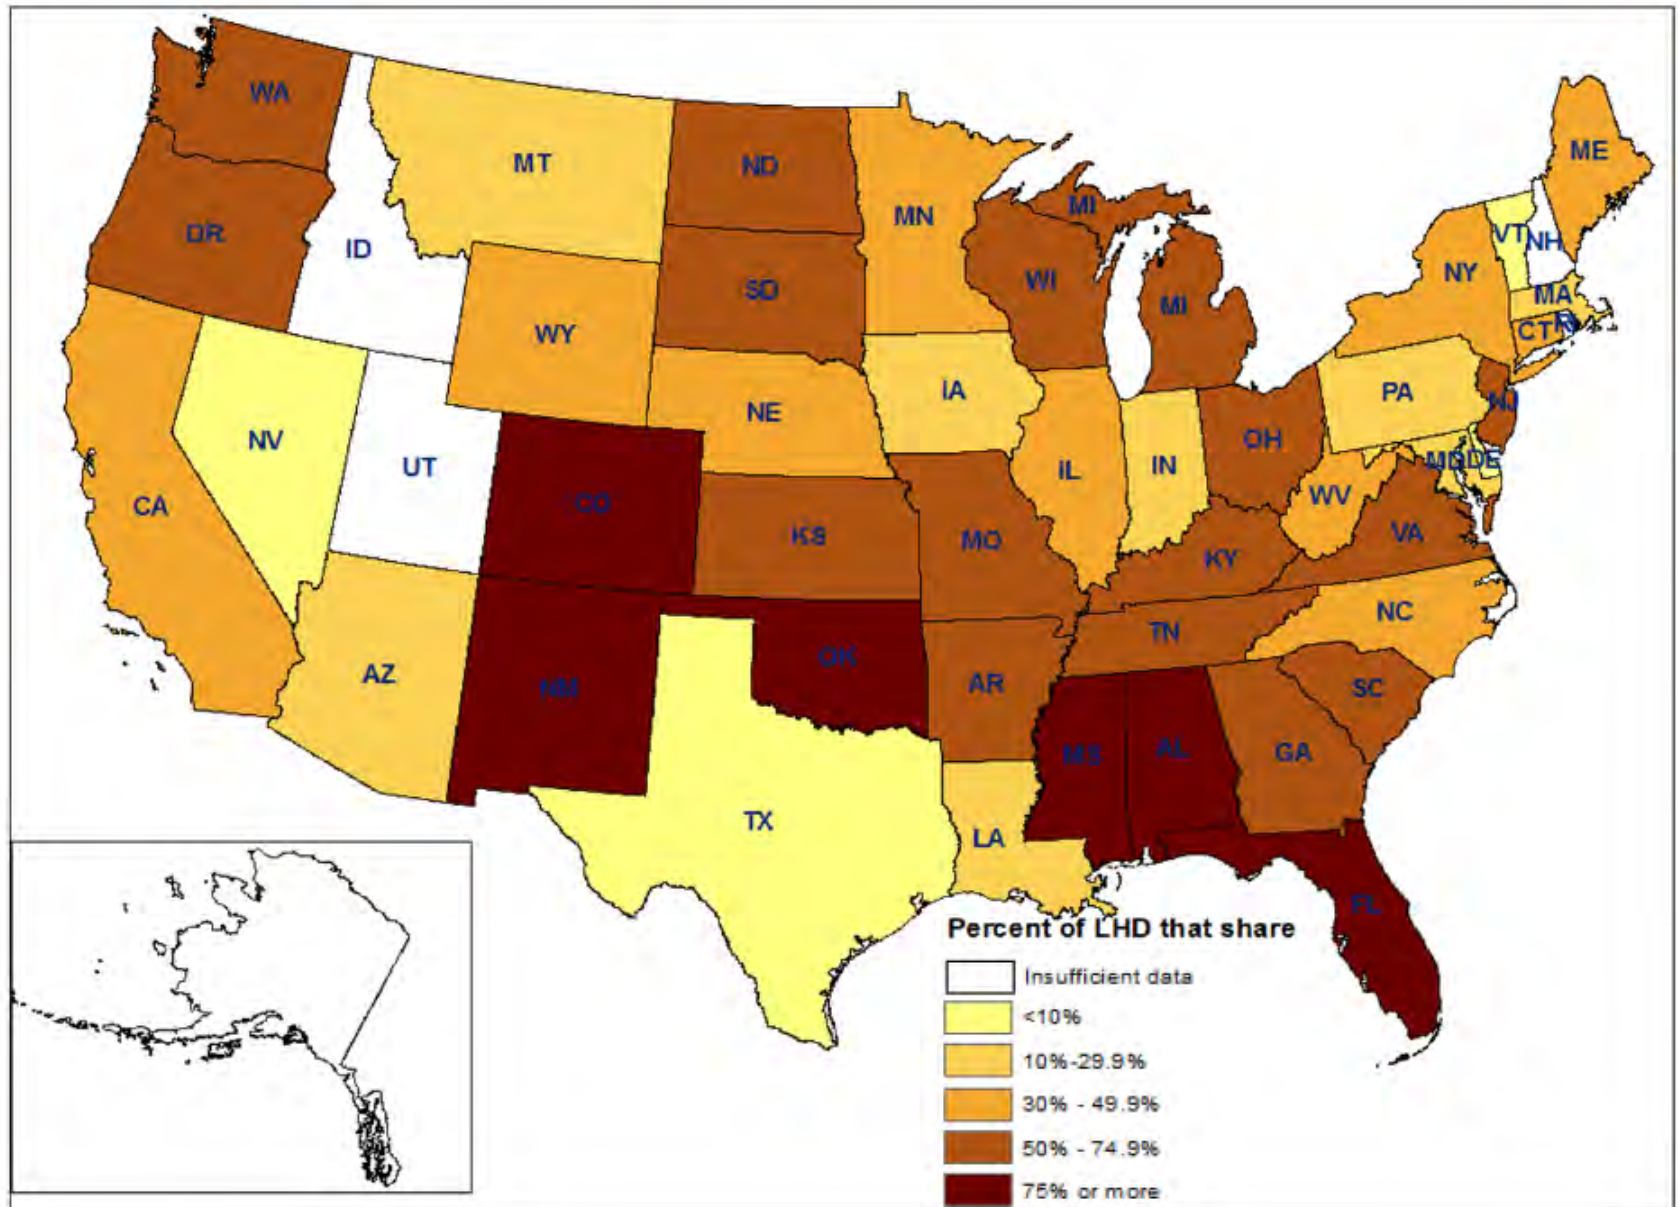 WA
MT
ND
ME
MI
MN
OR
ID
VT
NH
NY
SD
WI
MA
MI
RI
CT
WY
IA
PA
NE
NJ
NV
OH
UT
IL
IN
MD
DE
WV
CO
CA
KS
MO
VA
KY
NC
TN
OK
AZ
NM
AR
SC
MS
AL
GA
TX
LA
FL
Percent of LHD that share
Insufficient data
<10%
10%-29.9%
30% - 49.9%
50% - 74.9%
75% or more